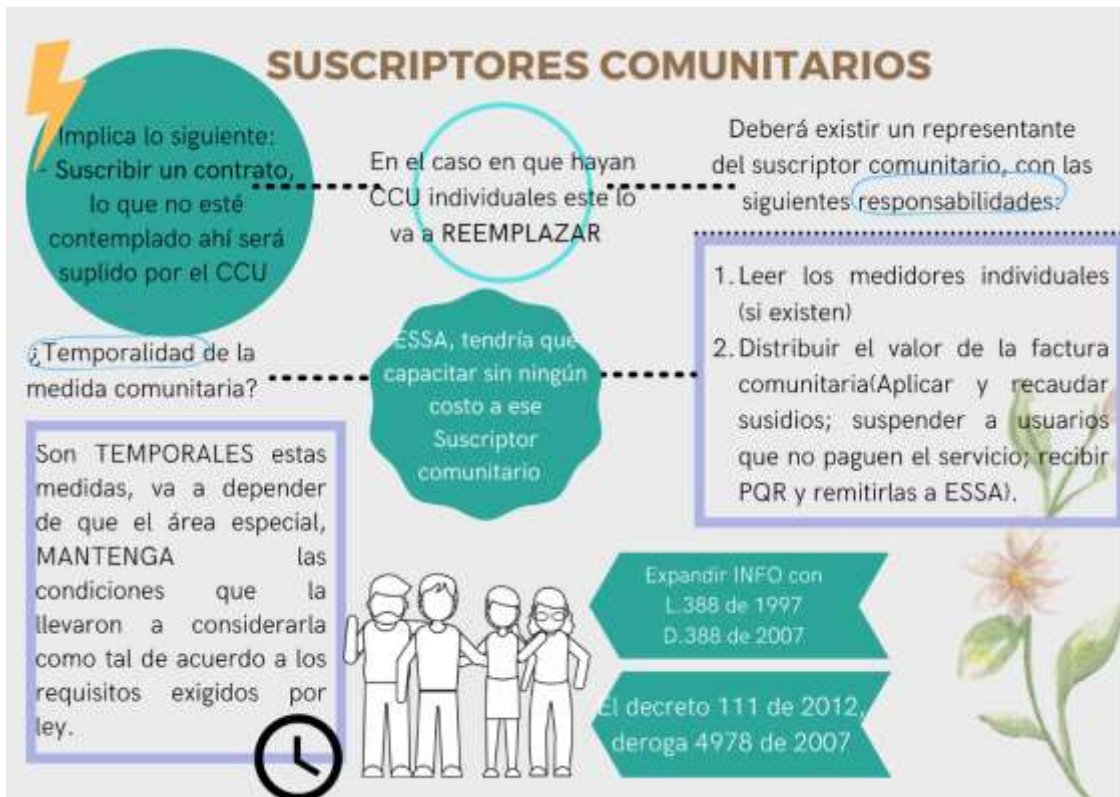 SUSCRIPTORES COMUNITARIOS
Implica lo siguiente:
- Suscribir un contrato,
lo que no esté
contemplado ahí será
suplido por el CCU
En el caso en que hayan
CCU individuales este lo
va a REEMPLAZAR
Deberá existir un representante
del suscriptor comunitario, con las
siguientes responsabilidades:
1. Leer los medidores individuales
(si existen)
2. Distribuir el valor de la factura
comunitaria(Aplicar y recaudar
susidios; suspender a usuarios
que no paguen el servicio; recibir
PQR y remitirlas a ESSA).
¿Temporalidad de la
medida comunitaria?
ESSA, tendría que
capacitar sin ningún
costo a ese
Suscriptor
comunitario
Son TEMPORALES estas
medidas, va a depender
de que el área especial,
MANTENGA las
condiciones que la
llevaron a considerarla
como tal de acuerdo a los
requisitos exigidos por
ley.
Expandir INFO con
L.388 de 1997
D.388 de 2007
El decreto 111 de 2012,
deroga 4978 de 2007